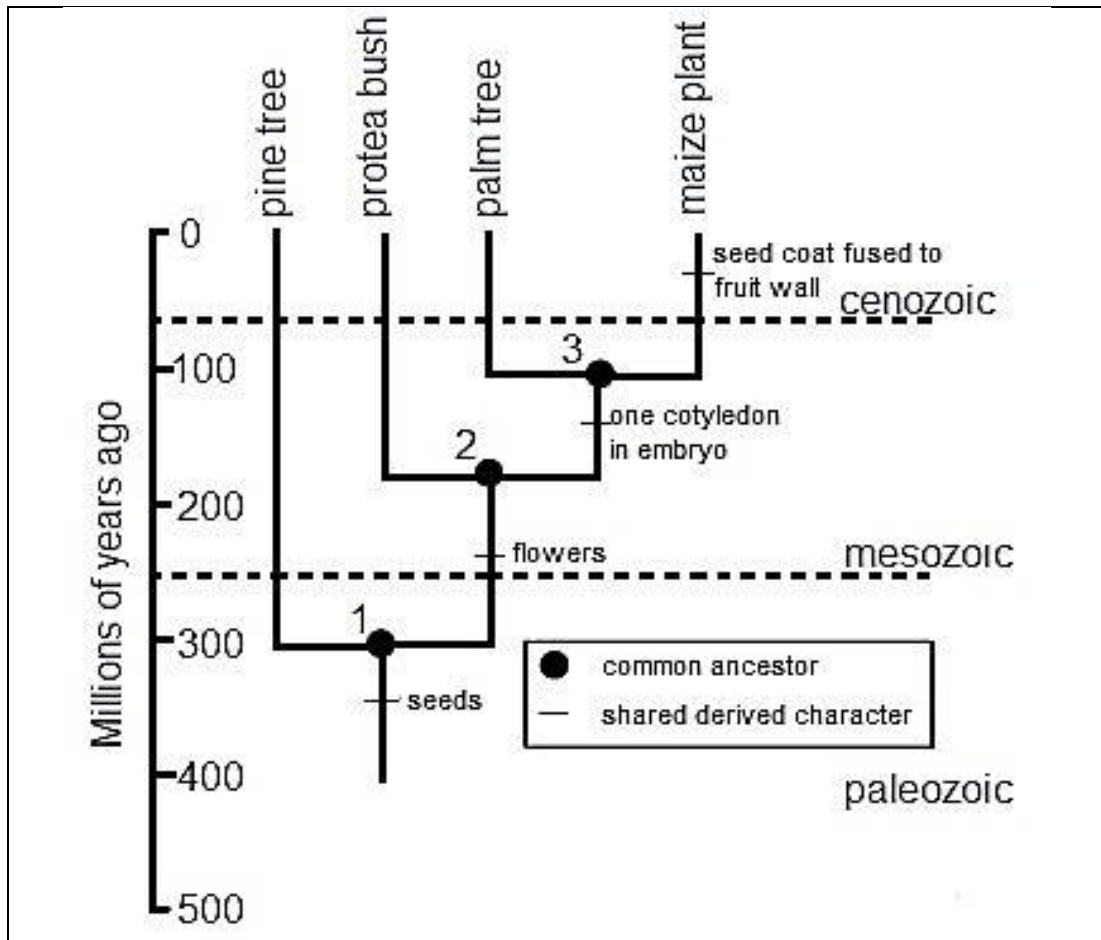 pine tree
protea bush
palm tree
maize plant
0
seed coat fused to
fruit wall
cenozoic
3
100
one cotyledon
in embryo
2
200
flowers
mesozoic
Millions of years ago
1
300
common ancestor
seeds
shared derived character
400
paleozoic
500